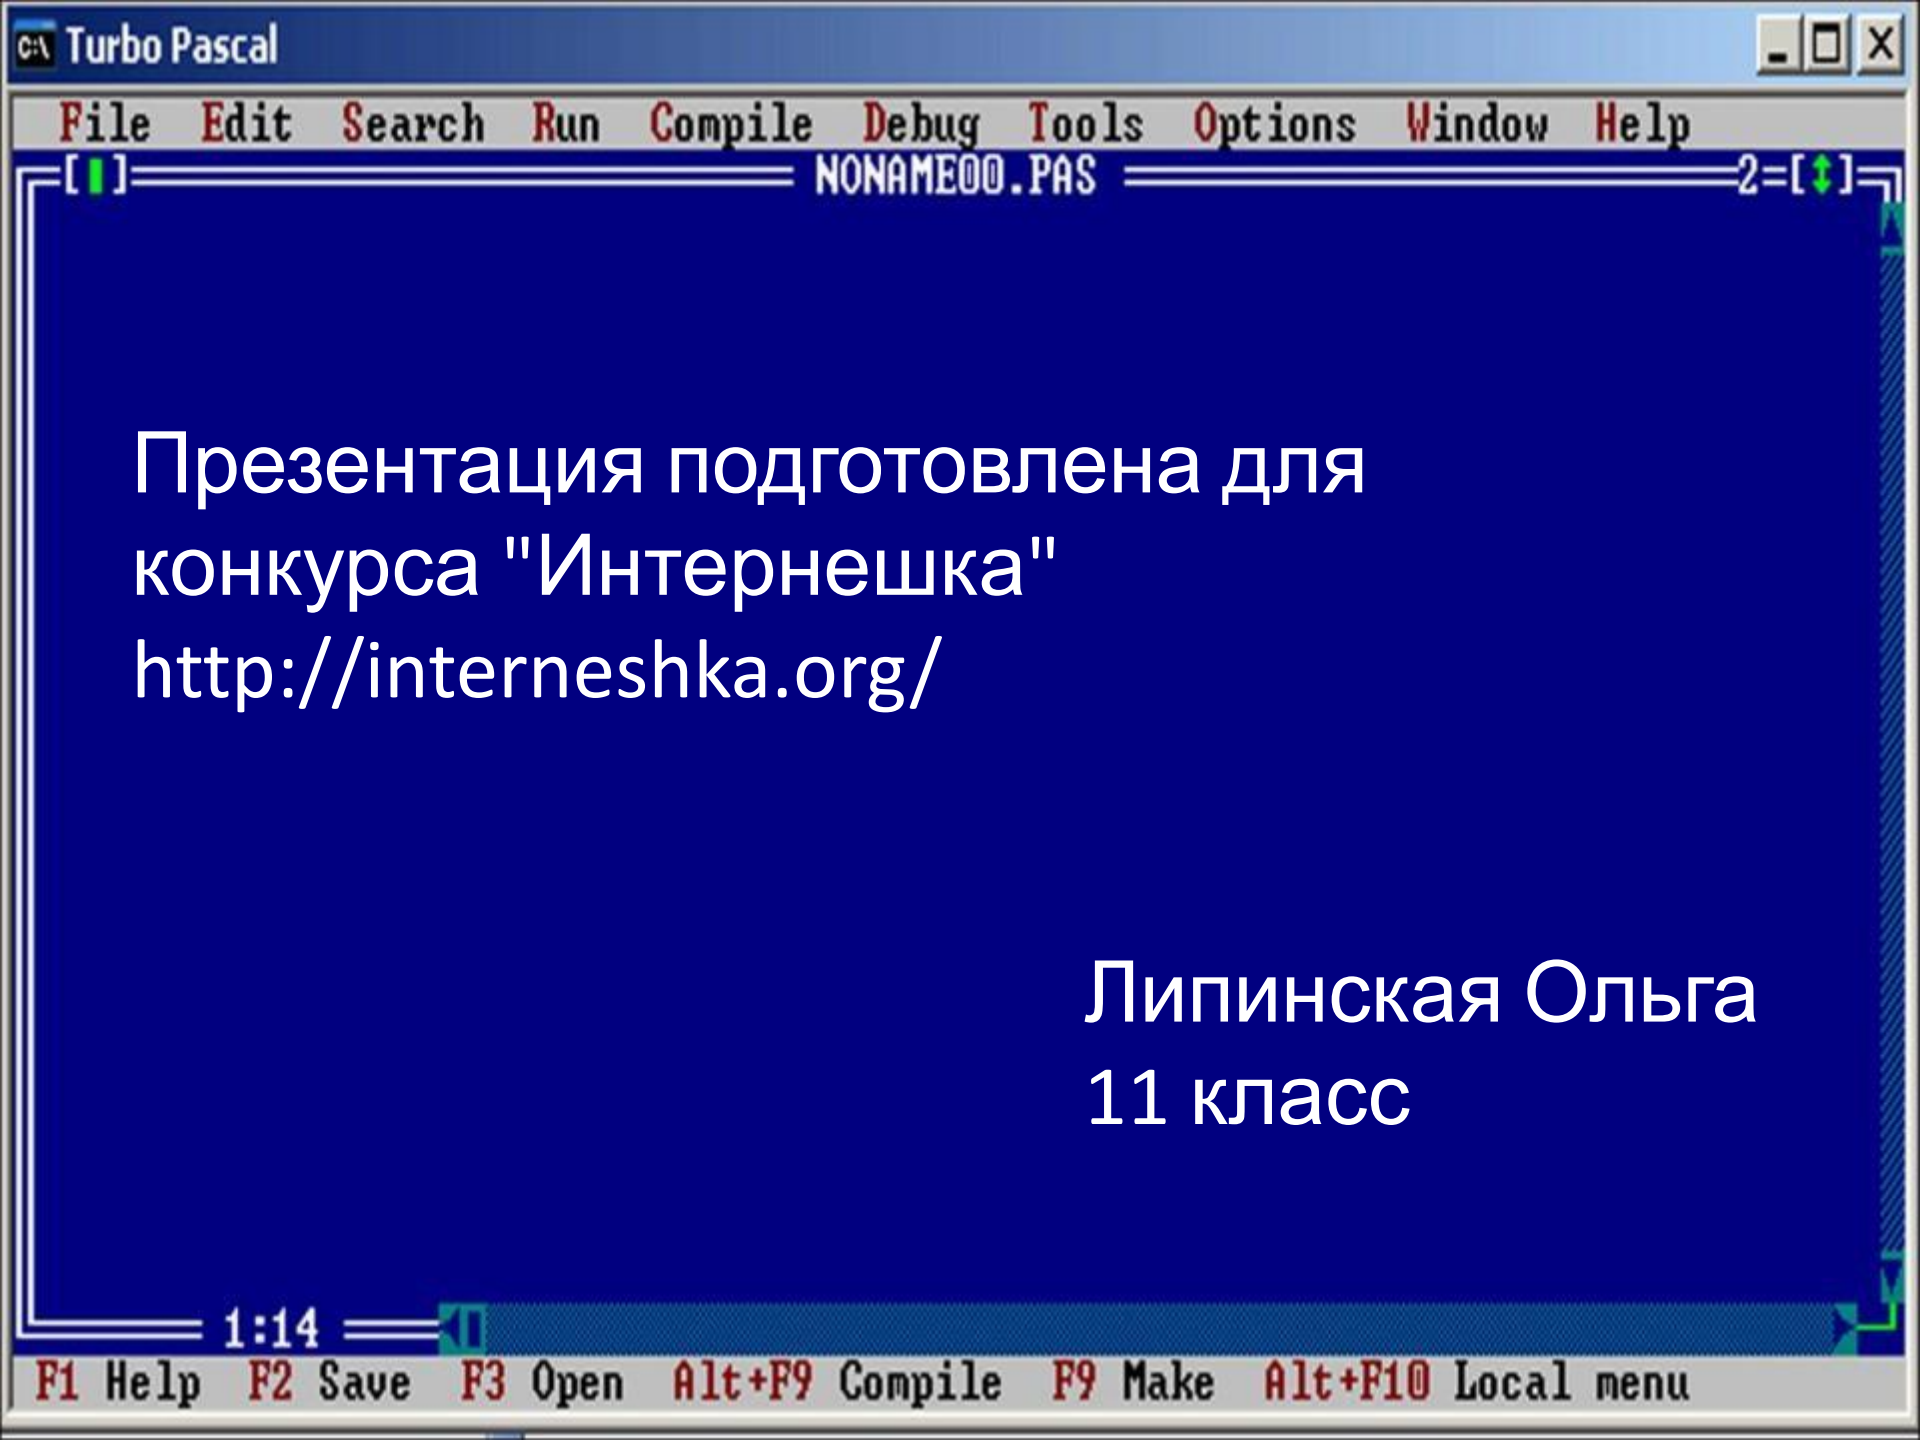 Turbo Pascal
File Edit Search Run Compile Debug Tools Options Window Help
NONAME00.PAS 2
Презентация подготовлена для
конкурса "Интернешка"
http://interneshka.org/
Липинская Ольга
11 класс
1:14
F1 Help F2 Save F3 Open Alt+F9 Compile F9 Make Alt+F10 Local menu